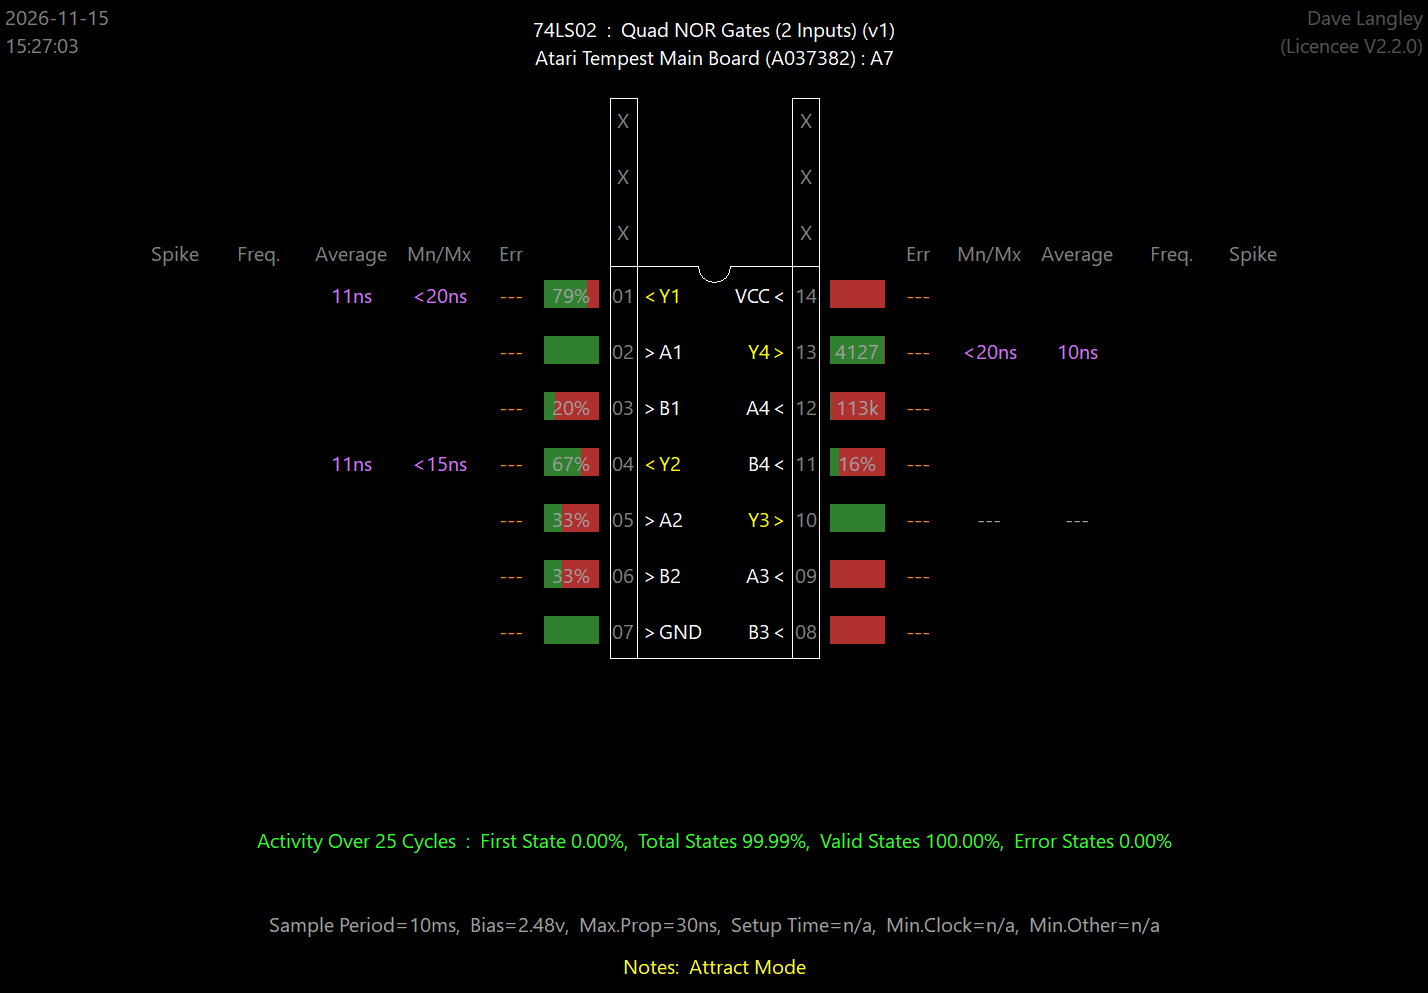 2026-11-15
15:27:03
74LS02 : Quad NOR Gates (2 Inputs) (v1)
Atari Tempest Main Board (A037382) : A7
Dave Langley
(Licencee V2.2.0)
X X
X X
X X
Spike Freq. Average Mn/Mx Err Err Mn/Mx Average Freq. Spike
11ns <20ns --- 79% 01 < Y1 VCC < 14 ---
--- 02 > A1 Y4 > 13 4127 --- <20ns 10ns
--- 20% 03 > B1 A4 < 12 113k ---
11ns <15ns --- 67% 04 < Y2 B4 < 11 16% ---
--- 33% 05 > A2 Y3 > 10 --- --- ---
--- 33% 06 > B2 A3 < 09 ---
--- 07 > GND B3 < 08 ---
Activity Over 25 Cycles : First State 0.00%, Total States 99.99%, Valid States 100.00%, Error States 0.00%
Sample Period=10ms, Bias=2.48v, Max.Prop=30ns, Setup Time=n/a, Min.Clock=n/a, Min.Other=n/a
Notes: Attract Mode